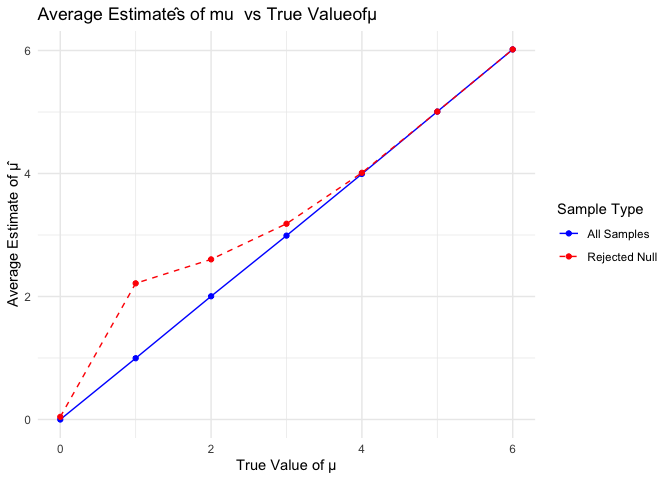 Average Estimateŝ of mu  vs True Valueofμ
6
4
2
0
Average Estimate of μ̂
0
2
4
6
True Value of μ
Sample Type
All Samples
Rejected Null